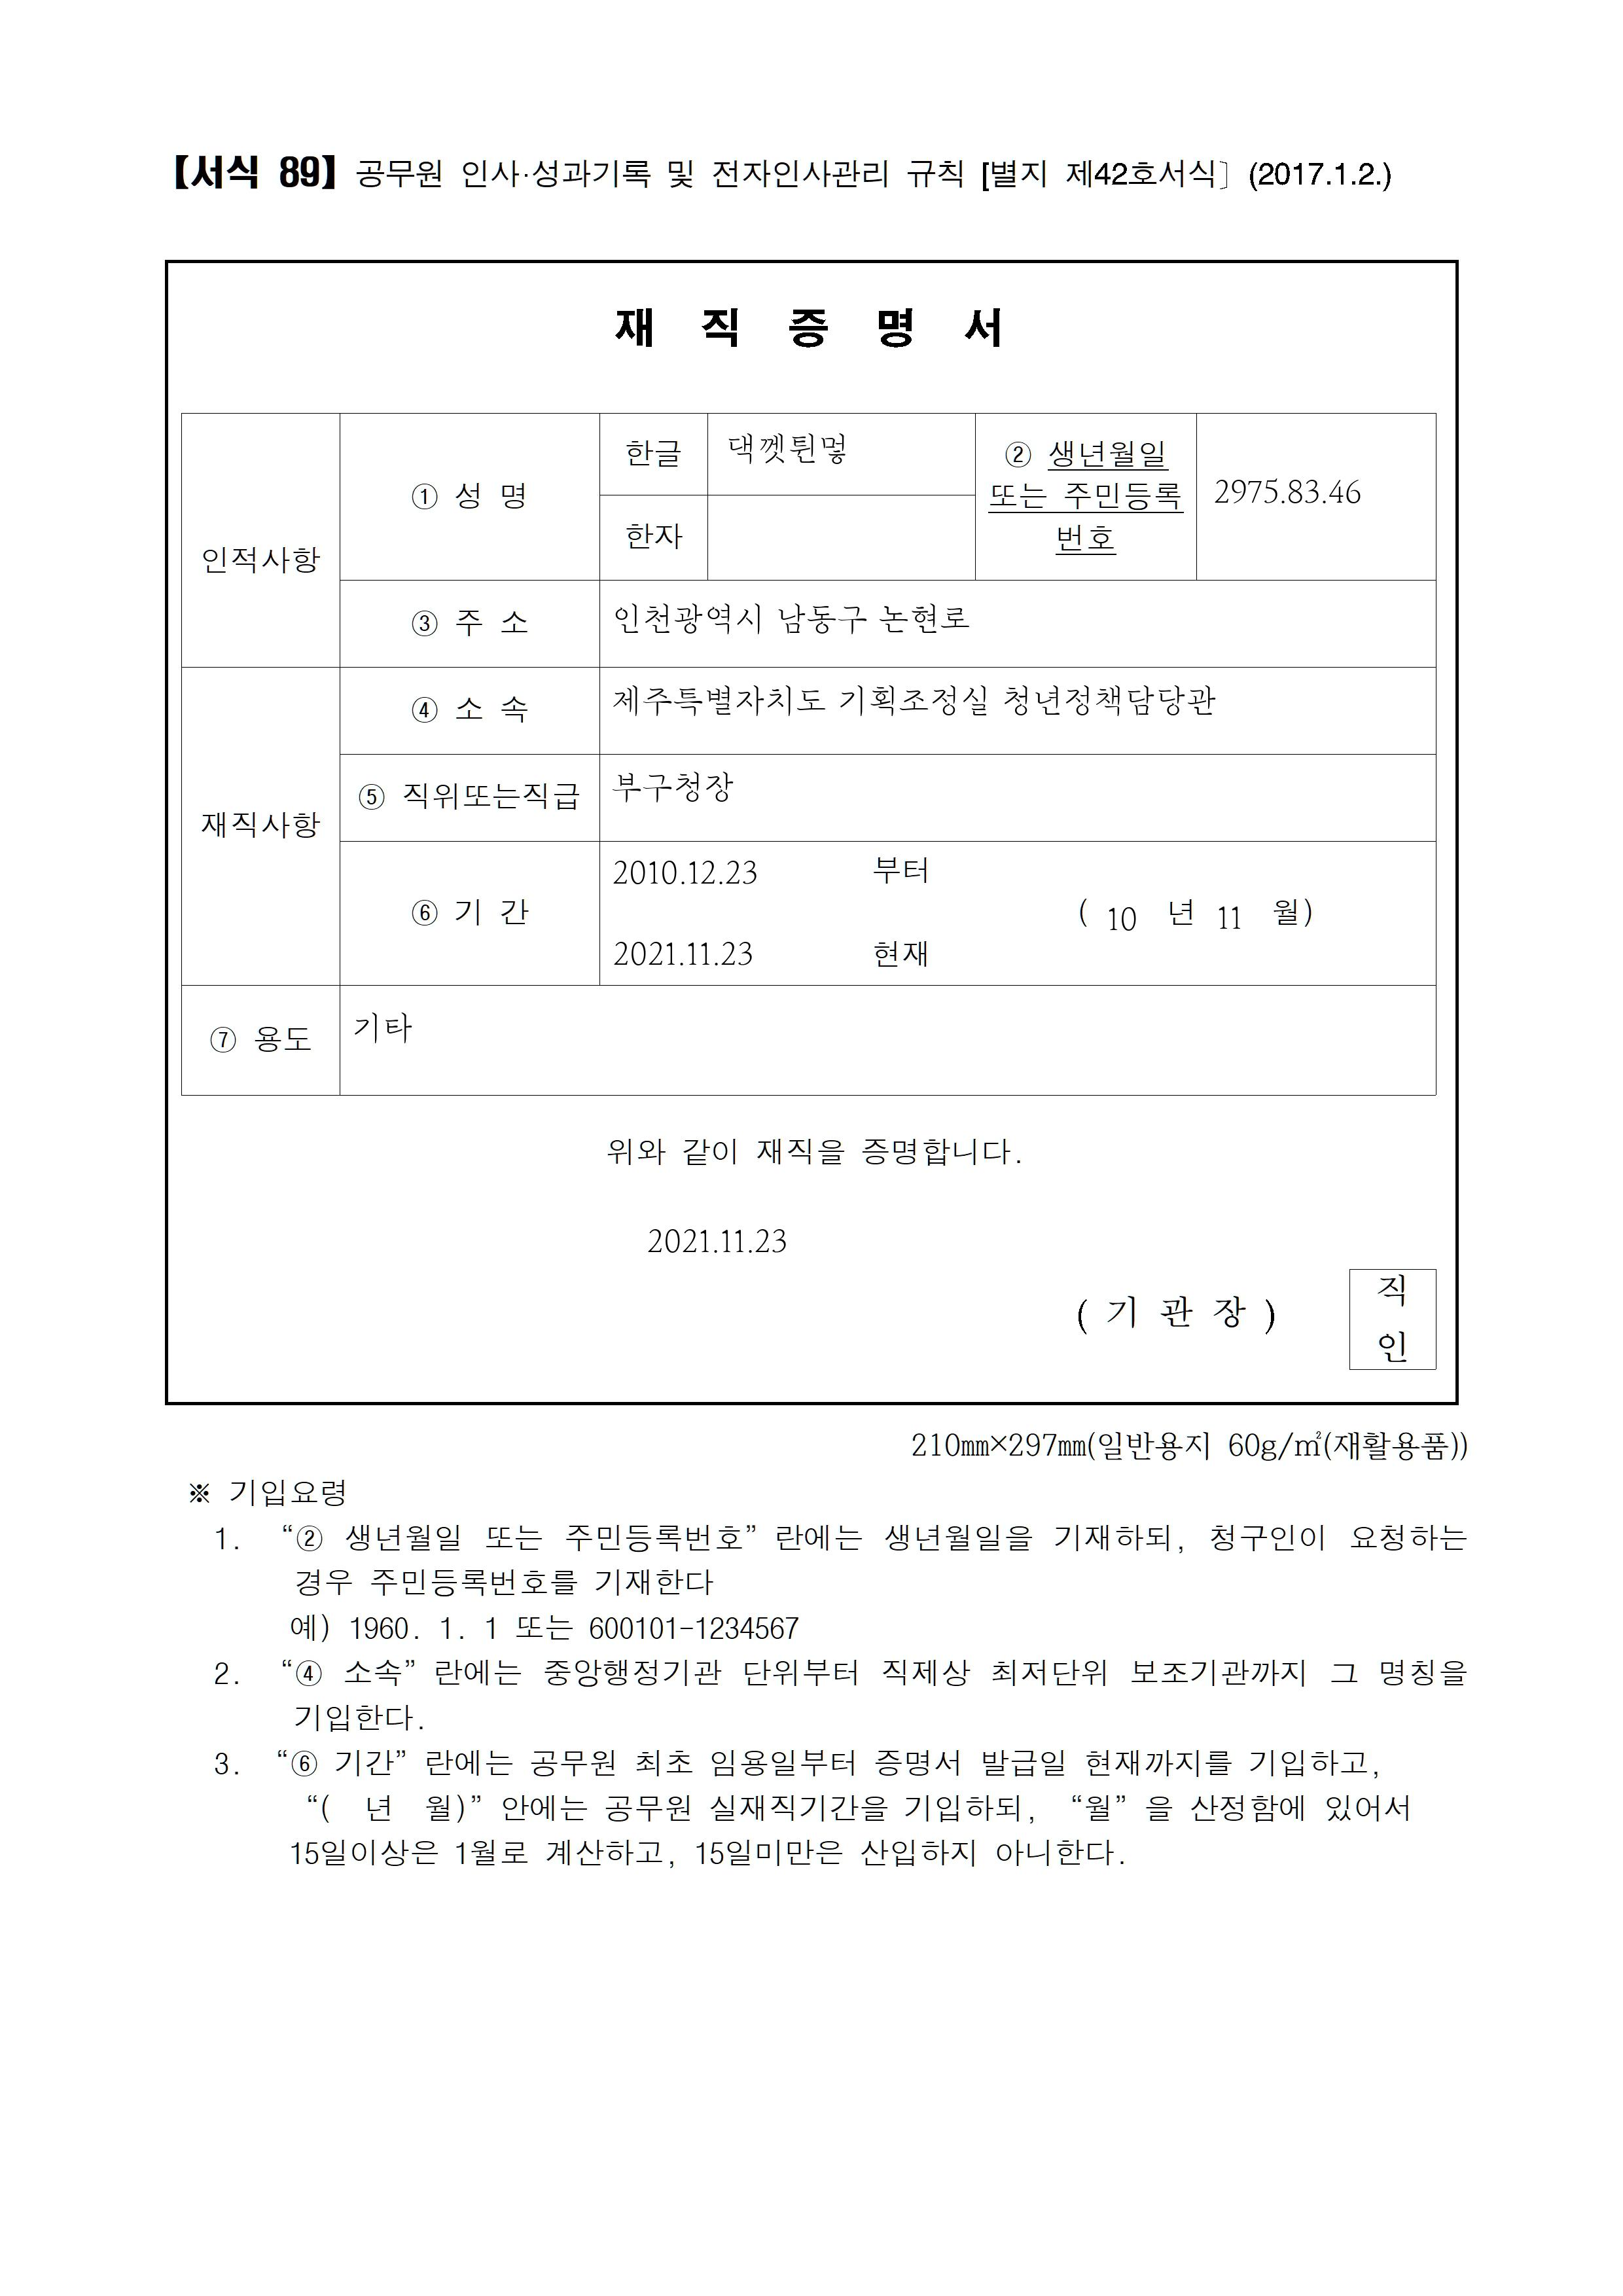 【서식 89】 공무원 인사·성과기록 및 전자인사관리 규칙 [별지 제42호서식] (2017.1.2.)
재 직 증 명 서
인적사항
① 성 명
한글
댁껫튄멓
한자
② 생년월일
또는 주민등록
번호
2975.83.46
③ 주 소
인천광역시 남동구 논현로
재직사항
④ 소 속
제주특별자치도 기획조정실 청년정책담당관
⑤ 직위또는직급
부구청장
⑥ 기 간
2010.12.23 부터
( 10 년 11 월)
2021.11.23 현재
⑦ 용도
기타
위와 같이 재직을 증명합니다.
2021.11.23
( 기 관 장 )
직
인
210㎜×297㎜(일반용지 60g/㎡(재활용품))
※ 기입요령
1. “② 생년월일 또는 주민등록번호” 란에는 생년월일을 기재하되, 청구인이 요청하는
경우 주민등록번호를 기재한다
예) 1960. 1. 1 또는 600101-1234567
2. “④ 소속” 란에는 중앙행정기관 단위부터 직제상 최저단위 보조기관까지 그 명칭을
기입한다.
3. “⑥ 기간” 란에는 공무원 최초 임용일부터 증명서 발급일 현재까지를 기입하고,
“( 년 월)” 안에는 공무원 실재직기간을 기입하되, “월” 을 산정함에 있어서
15일이상은 1월로 계산하고, 15일미만은 산입하지 아니한다.